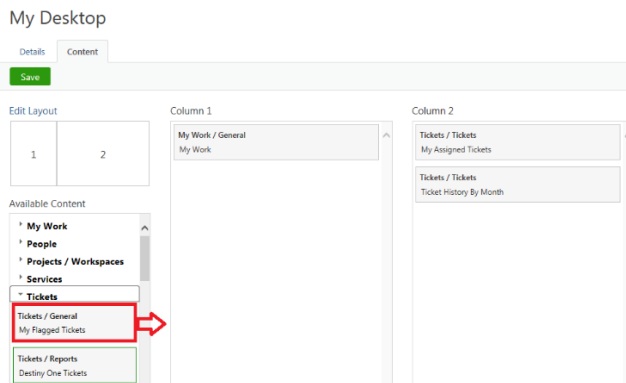 My Desktop
Details
Content
Save
Edit Layout
1
2
Available Content
My Work
People
Projects / Workspaces
Services
Tickets
Tickets / General
My Flagged Tickets
Tickets / Reports
Destiny One Tickets
Column 1
My Work / General
My Work
Column 2
Tickets / Tickets
My Assigned Tickets
Tickets / Tickets
Ticket History By Month